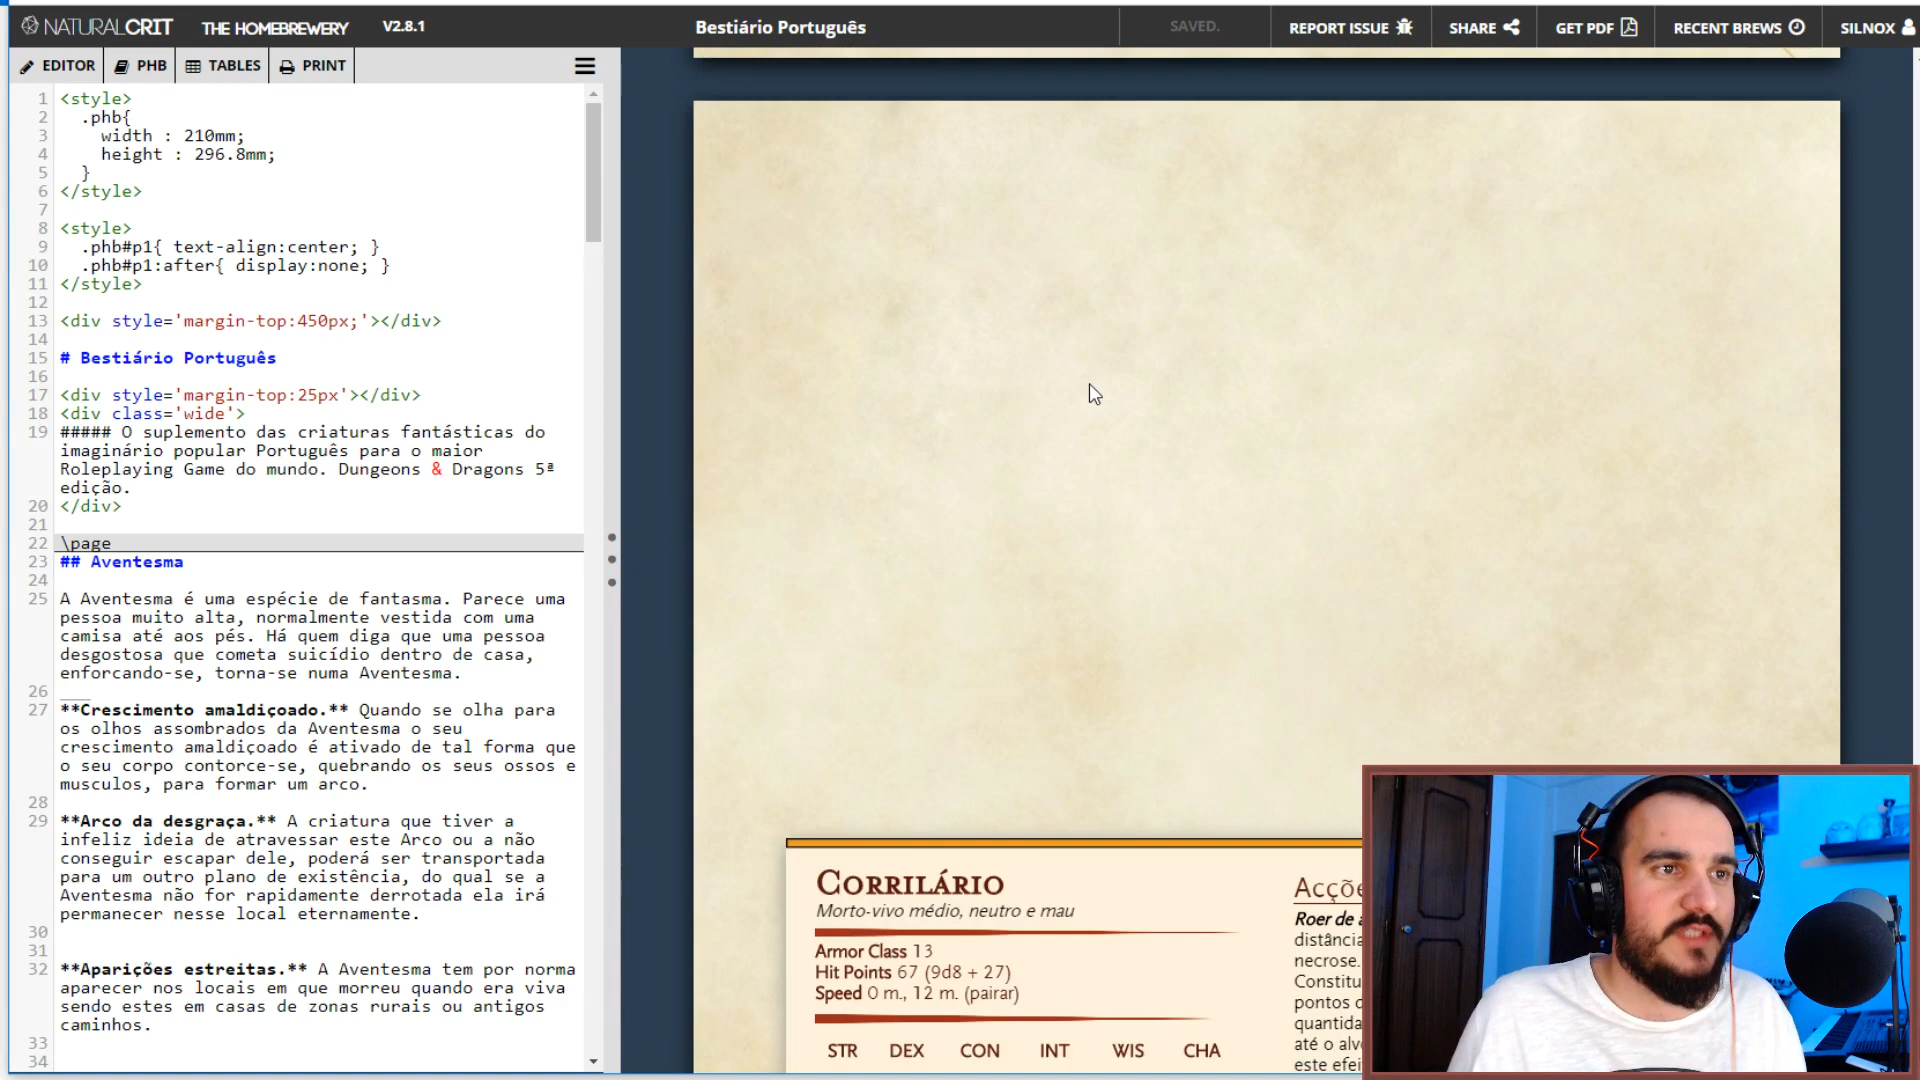 NATURALCRIT THE HOMEBREWERY V2.8.1 Bestiário Português SAVED. REPORT ISSUE SHARE GET PDF RECENT BREWS SILNOX
EDITOR PHB TABLES PRINT
1 <style>
2 .phb{
3 width : 210mm;
4 height : 296.8mm;
5 }
6 </style>
7
8 <style>
9 .phb#p1{ text-align:center; }
10 .phb#p1:after{ display:none; }
11 </style>
12
13 <div style='margin-top:450px;'></div>
14
15 # Bestiário Português
16
17 <div style='margin-top:25px'></div>
18 <div class='wide'>
19 ##### O suplemento das criaturas fantásticas do
imaginário popular Português para o maior
Roleplaying Game do mundo. Dungeons & Dragons 5ª
edição.
20 </div>
21
22 \page
23 ## Aventesma
24
25 A Aventesma é uma espécie de fantasma. Parece uma
pessoa muito alta, normalmente vestida com uma
camisa até aos pés. Há quem diga que uma pessoa
desgostosa que cometa suicídio dentro de casa,
enforcando-se, torna-se numa Aventesma.
26 ___
27 **Crescimento amaldiçoado.** Quando se olha para
os olhos assombrados da Aventesma o seu
crescimento amaldiçoado é ativado de tal forma que
o seu corpo contorce-se, quebrando os seus ossos e
musculos, para formar um arco.
28
29 **Arco da desgraça.** A criatura que tiver a
infeliz ideia de atravessar este Arco ou a não
conseguir escapar dele, poderá ser transportada
para um outro plano de existência, do qual se a
Aventesma não for rapidamente derrotada ela irá
permanecer nesse local eternamente.
30
31
32 **Aparições estreitas.** A Aventesma tem por norma
aparecer nos locais em que morreu quando era viva
sendo estes em casas de zonas rurais ou antigos
caminhos.
33
34
Corrilário
Morto-vivo médio, neutro e mau
Armor Class 13
Hit Points 67 (9d8 + 27)
Speed 0 m., 12 m. (pairar)
STR DEX CON INT WIS CHA
Acçõe
Roer de a
distância
necrose.
Constitu
pontos d
quantida
até o alv
este efei